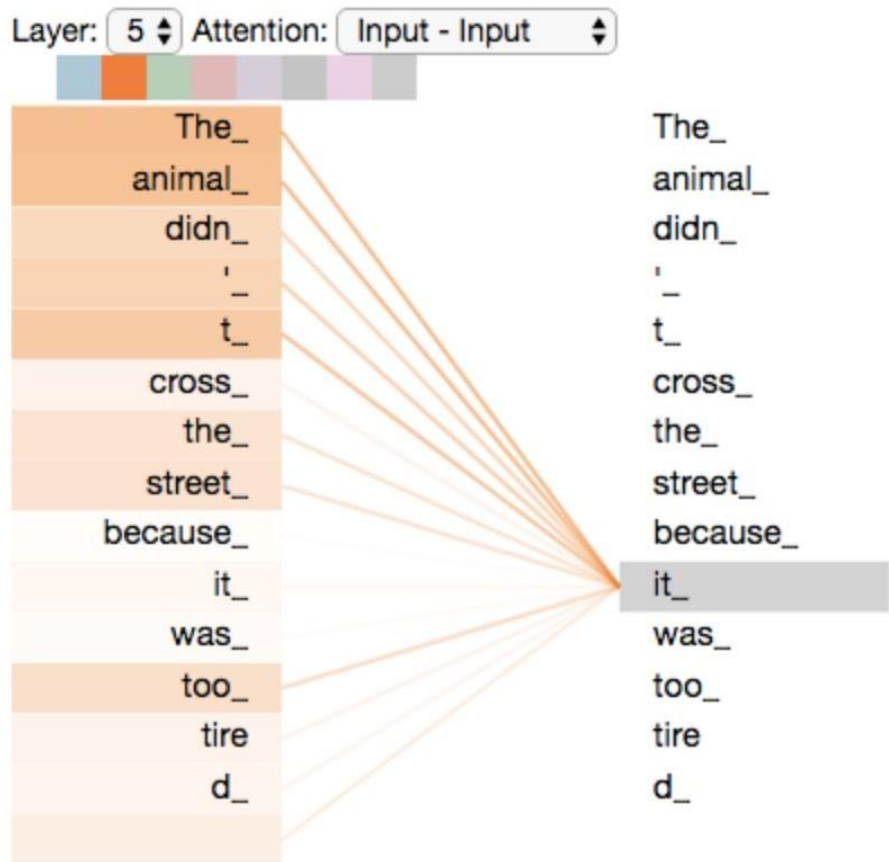 Layer: 5 Attention: Input - Input
The_ The_
animal_ animal_
didn_ didn_
'_ '_
t_ t_
cross_ cross_
the_ the_
street_ street_
because_ because_
it_ it_
was_ was_
too_ too_
tire tire
d_ d_